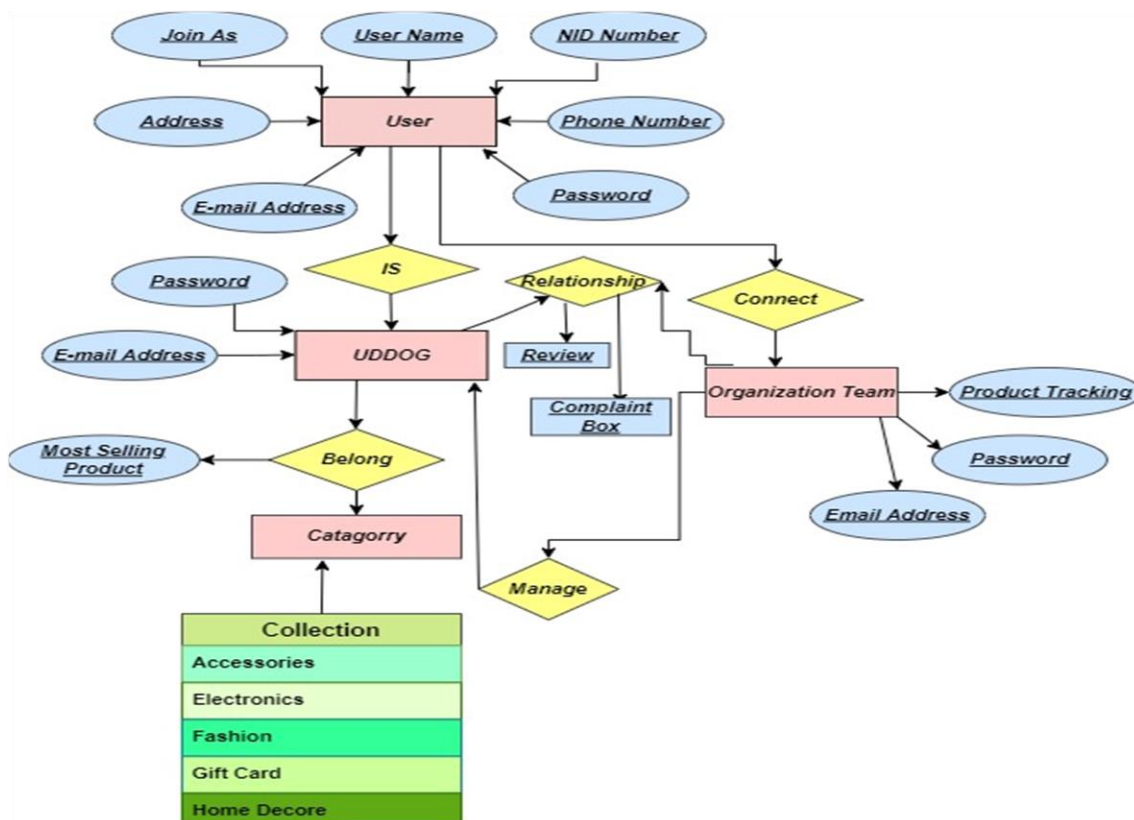 Join As
User Name
NID Number
Address
User
Phone Number
E-mail Address
Password
Password
IS
Relationship
Connect
E-mail Address
UDDOG
Review
Organization Team
Product Tracking
Complaint
Box
Most Selling
Product
Belong
Password
Email Address
Catagorry
Manage
Collection
Accessories
Electronics
Fashion
Gift Card
Home Decore